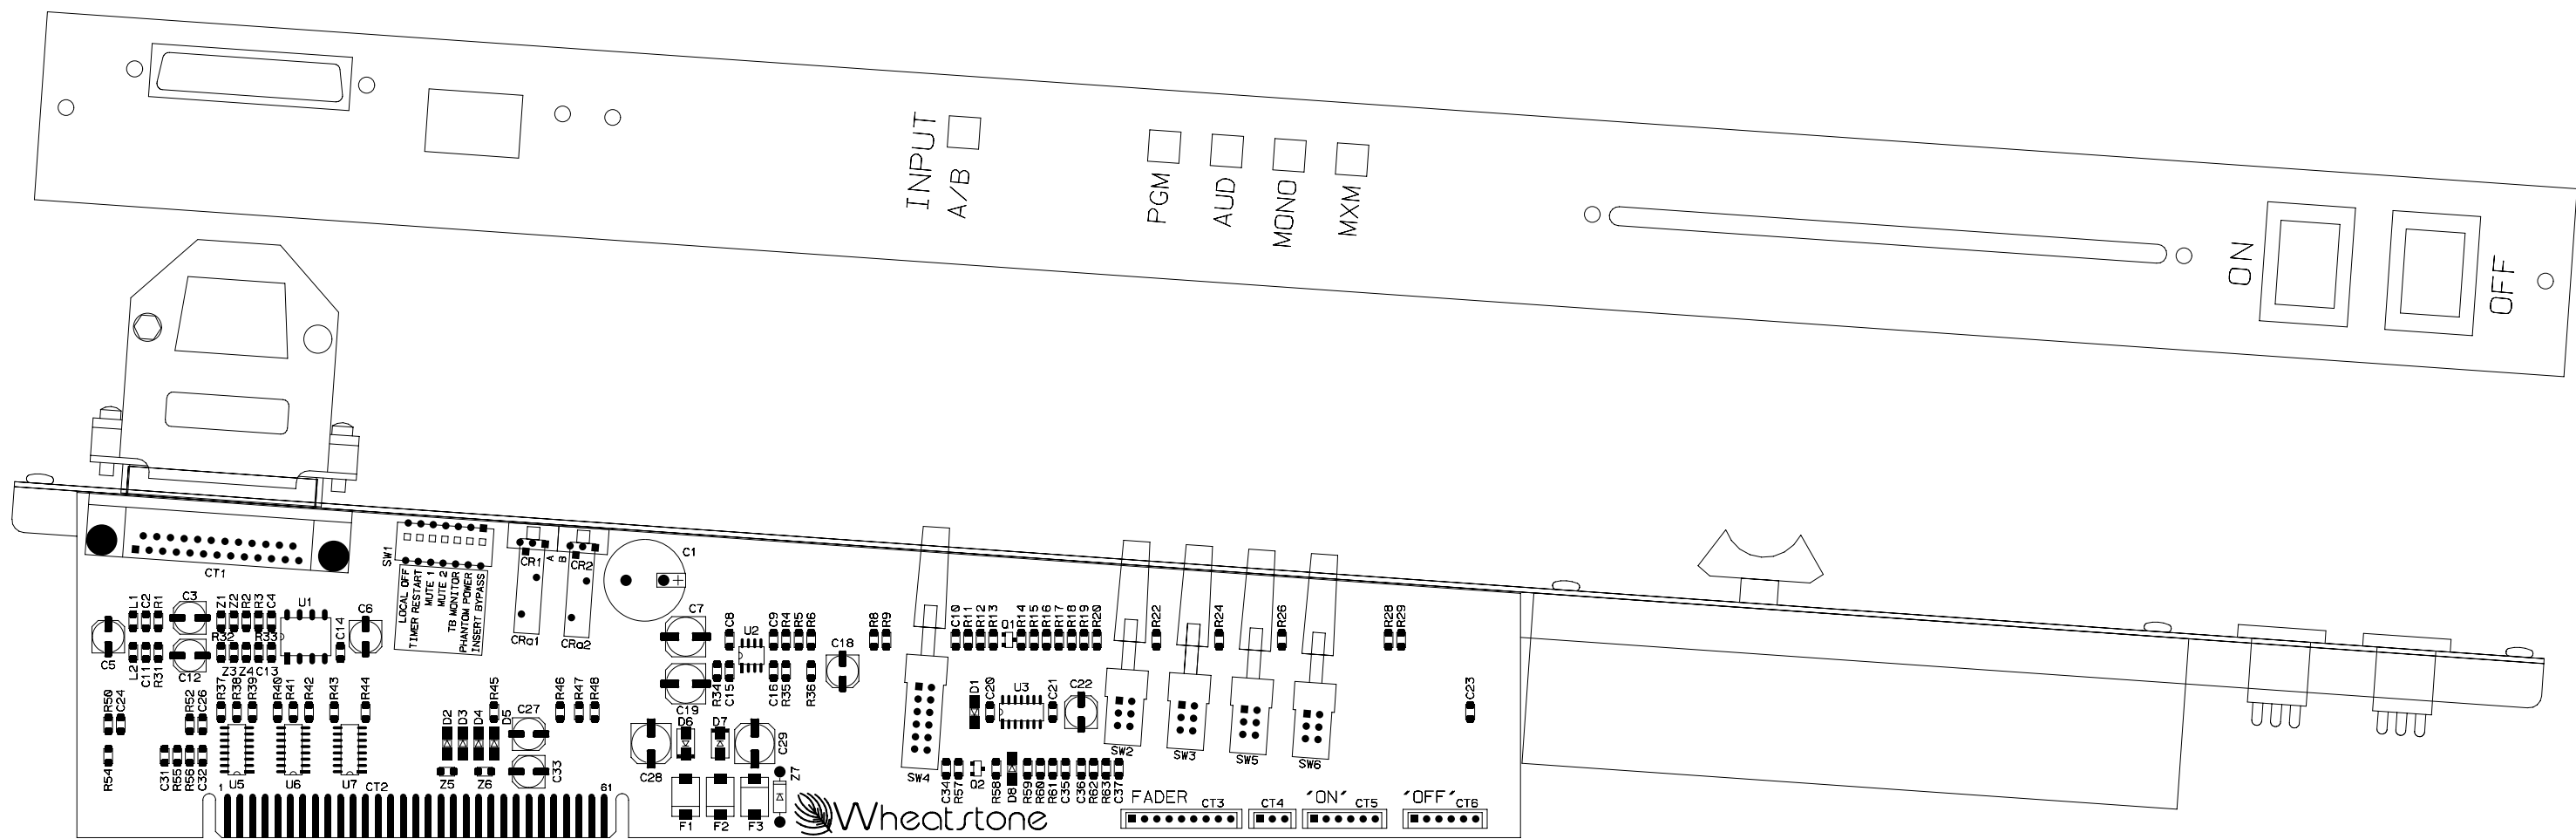 INPUT
A/B
PGM
AUD
MONO
MXM
ON
OFF
CT1
SW1
LOCAL OFF
TIMER RESTART
MUTE 1
MUTE 2
TB MONITOR
PHANTOM POWER
INSERT BYPASS
CR1
A
B
CR2
CRa1
CRa2
C1
L1
C2
R1
C3
Z1
Z2
R2
R3
C4
U1
C6
C5
L2
C11
R31
C12
R32
R33
Z3
Z4
C13
C14
C7
C8
U2
C9
R4
R5
R6
C19
R34
C15
C16
R35
R36
C18
R8
R9
C10
R11
R12
R13
Q1
R14
R15
R16
R17
R18
R19
R20
R22
R24
R26
R28
R29
R50
C24
R52
C26
R37
R38
R39
R40
R41
R42
R43
R44
R54
C31
R55
R56
C32
U5
U6
U7
D2
D3
D4
D5
R45
C27
R46
R47
R48
Z5
Z6
C33
C28
D6
D7
C29
Z7
F1
F2
F3
1
CT2
61
Wheatstone
D1
C20
U3
C21
C22
C23
SW4
SW2
SW3
SW5
SW6
C34
R57
Q2
R58
D8
R59
R60
R61
C35
C36
R62
R63
C37
FADER
CT3
CT4
'ON'
CT5
'OFF'
CT6